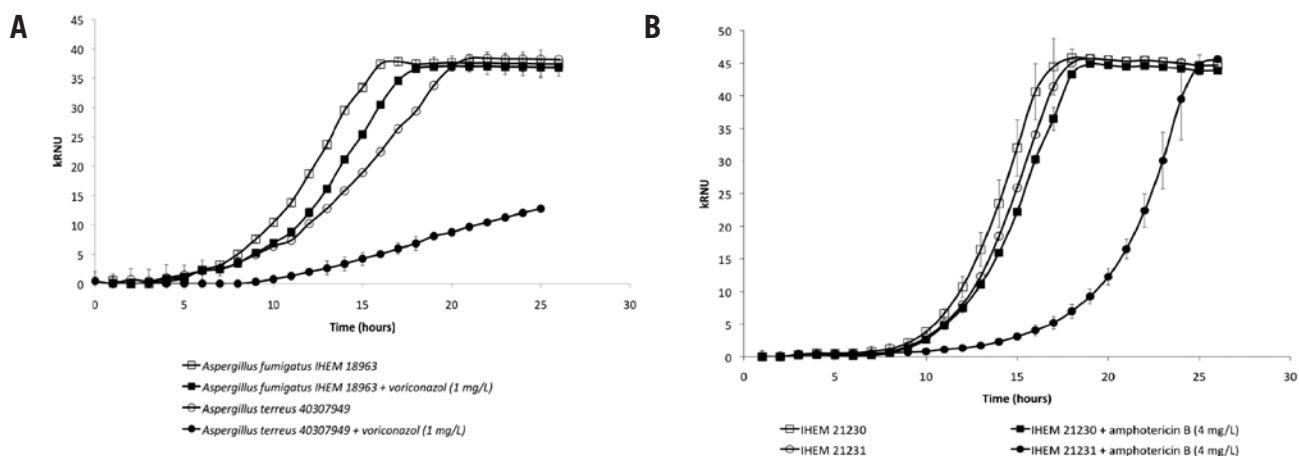 A
45
40
35
30
25
20
15
10
5
0
kRNU
0 5 10 15 20 25 30
Time (hours)
Aspergillus fumigatus IHEM 18963
Aspergillus fumigatus IHEM 18963 + voriconazol (1 mg/L)
Aspergillus terreus 40307949
Aspergillus terreus 40307949 + voriconazol (1 mg/L)
B
50
45
40
35
30
25
20
15
10
5
0
kRNU
0 5 10 15 20 25 30
Time (hours)
IHEM 21230
IHEM 21231
IHEM 21230 + amphotericin B (4 mg/L)
IHEM 21231 + amphotericin B (4 mg/L)